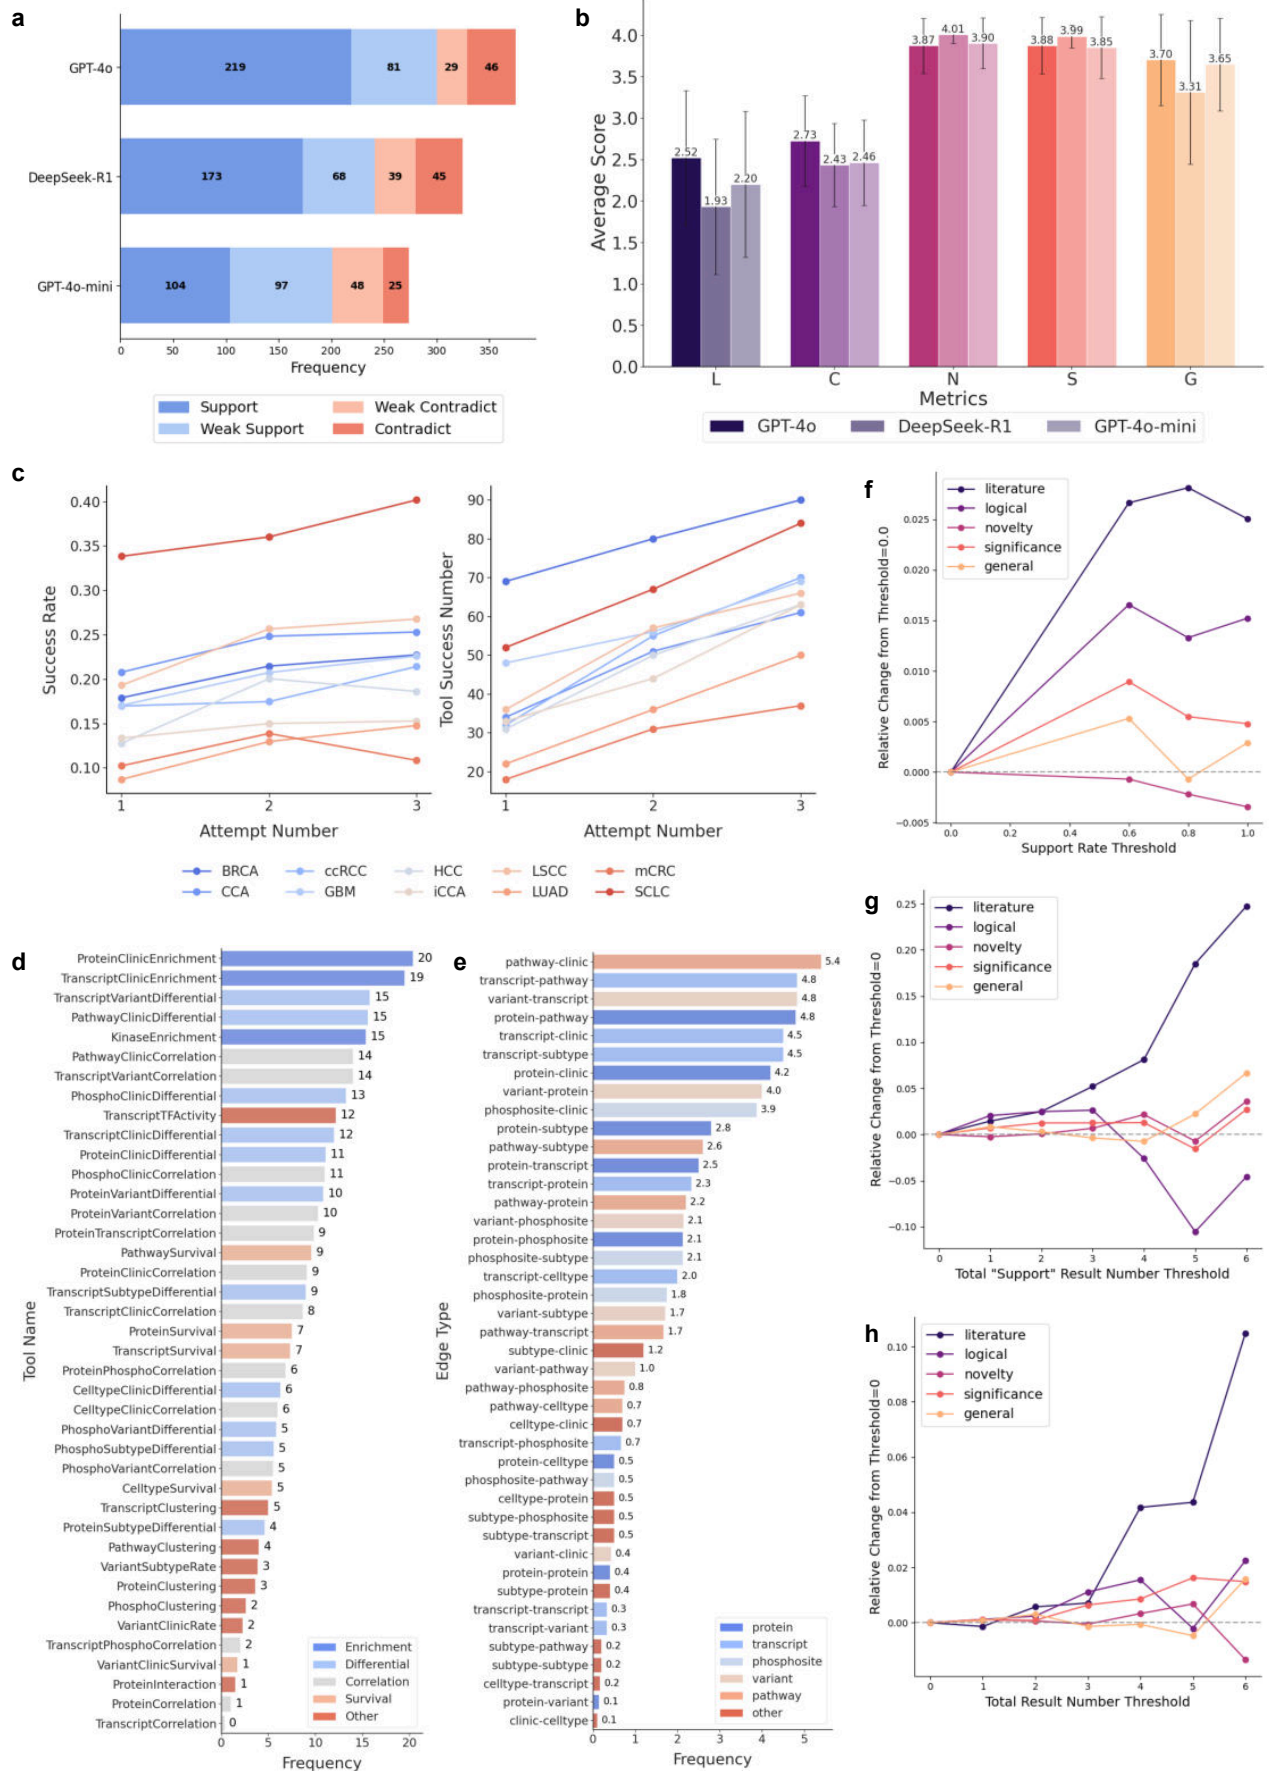 a
GPT-4o
219
81
29
46
DeepSeek-R1
173
68
39
45
GPT-4o-mini
104
97
48
25
0
50
100
150
200
250
300
350
Frequency
Support
Weak Contradict
Weak Support
Contradict
b
Average Score
4.0
3.5
3.0
2.5
2.0
1.5
1.0
0.5
0.0
2.52
1.93
2.20
2.73
2.43
2.46
3.87
4.01
3.90
3.88
3.99
3.85
3.70
3.31
3.65
L
C
N
S
G
Metrics
GPT-4o
DeepSeek-R1
GPT-4o-mini
c
Success Rate
0.40
0.35
0.30
0.25
0.20
0.15
0.10
1
2
3
Attempt Number
Tool Success Number
90
80
70
60
50
40
30
20
1
2
3
Attempt Number
BRCA
ccRCC
HCC
LSCC
mCRC
CCA
GBM
iCCA
LUAD
SCLC
d
Tool Name
ProteinClinicEnrichment 20
TranscriptClinicEnrichment 19
TranscriptVariantDifferential 15
PathwayClinicDifferential 15
KinaseEnrichment 15
PathwayClinicCorrelation 14
TranscriptVariantCorrelation 14
PhosphoClinicDifferential 13
TranscriptTFActivity 12
TranscriptClinicDifferential 12
ProteinClinicDifferential 11
PhosphoClinicCorrelation 11
ProteinVariantDifferential 10
ProteinVariantCorrelation 10
ProteinTranscriptCorrelation 9
PathwaySurvival 9
ProteinClinicCorrelation 9
TranscriptSubtypeDifferential 9
TranscriptClinicCorrelation 8
ProteinSurvival 7
TranscriptSurvival 7
ProteinPhosphoCorrelation 6
CelltypeClinicDifferential 6
CelltypeClinicCorrelation 6
PhosphoVariantDifferential 5
PhosphoSubtypeDifferential 5
PhosphoVariantCorrelation 5
CelltypeSurvival 5
TranscriptClustering 5
ProteinSubtypeDifferential 4
PathwayClustering 4
VariantSubtypeRate 3
ProteinClustering 3
PhosphoClustering 2
VariantClinicRate 2
TranscriptPhosphoCorrelation 2
VariantClinicSurvival 1
ProteinInteraction 1
ProteinCorrelation 1
TranscriptCorrelation 0
Enrichment
Differential
Correlation
Survival
Other
0
5
10
15
20
Frequency
e
Edge Type
pathway-clinic 5.4
transcript-pathway 4.8
variant-transcript 4.8
protein-pathway 4.8
transcript-clinic 4.5
transcript-subtype 4.5
protein-clinic 4.2
variant-protein 4.0
phosphosite-clinic 3.9
protein-subtype 2.8
pathway-subtype 2.6
protein-transcript 2.5
transcript-protein 2.3
pathway-protein 2.2
variant-phosphosite 2.1
protein-phosphosite 2.1
phosphosite-subtype 2.1
transcript-celltype 2.0
phosphosite-protein 1.8
variant-subtype 1.7
pathway-transcript 1.7
subtype-clinic 1.2
variant-pathway 1.0
pathway-phosphosite 0.8
pathway-celltype 0.7
celltype-clinic 0.7
transcript-phosphosite 0.7
protein-celltype 0.5
phosphosite-pathway 0.5
celltype-protein 0.5
subtype-phosphosite 0.5
subtype-transcript 0.5
variant-clinic 0.4
protein-protein 0.4
subtype-protein 0.4
transcript-transcript 0.3
transcript-variant 0.3
subtype-pathway 0.2
subtype-subtype 0.2
celltype-transcript 0.2
protein-variant 0.1
clinic-celltype 0.1
protein
transcript
phosphosite
variant
pathway
other
0
1
2
3
4
5
Frequency
f
Relative Change from Threshold=0.0
literature
logical
novelty
significance
general
0.025
0.020
0.015
0.010
0.005
0.000
−0.005
0.0
0.2
0.4
0.6
0.8
1.0
Support Rate Threshold
g
Relative Change from Threshold=0
literature
logical
novelty
significance
general
0.25
0.20
0.15
0.10
0.05
0.00
−0.05
−0.10
0
1
2
3
4
5
6
Total "Support" Result Number Threshold
h
Relative Change from Threshold=0
literature
logical
novelty
significance
general
0.10
0.08
0.06
0.04
0.02
0.00
0
1
2
3
4
5
6
Total Result Number Threshold